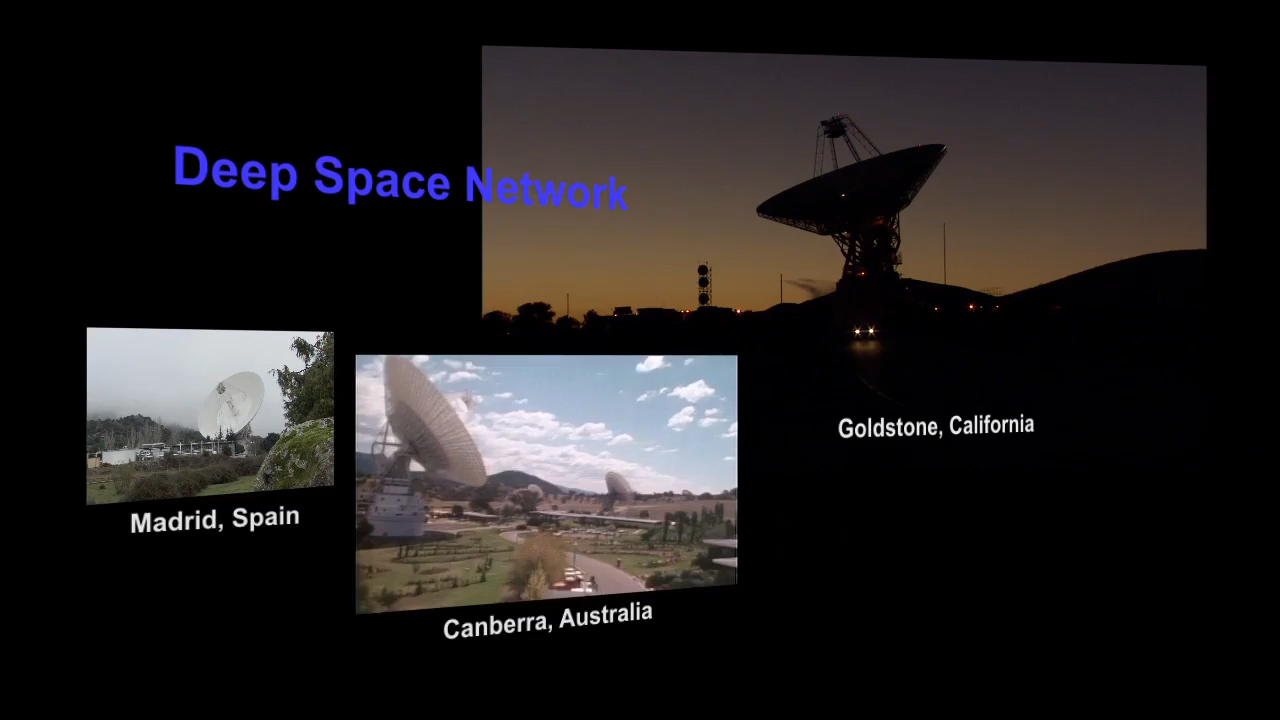 Deep Space Network
Goldstone, California
Madrid, Spain
Canberra, Australia